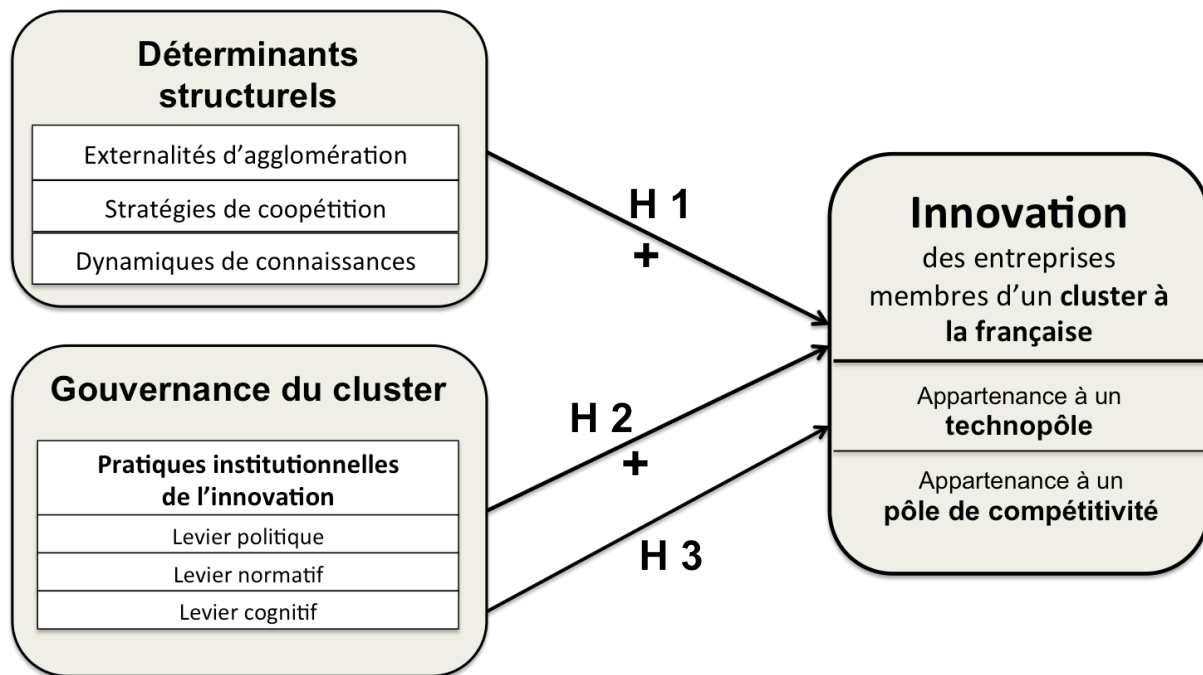 Déterminants
structurels
Externalités d’agglomération
Stratégies de coopétition
Dynamiques de connaissances
H 1
+
Gouvernance du cluster
Pratiques institutionnelles
de l’innovation
Levier politique
Levier normatif
Levier cognitif
H 2
+
H 3
Innovation
des entreprises
membres d’un cluster à
la française
Appartenance à un
technopôle
Appartenance à un
pôle de compétitivité